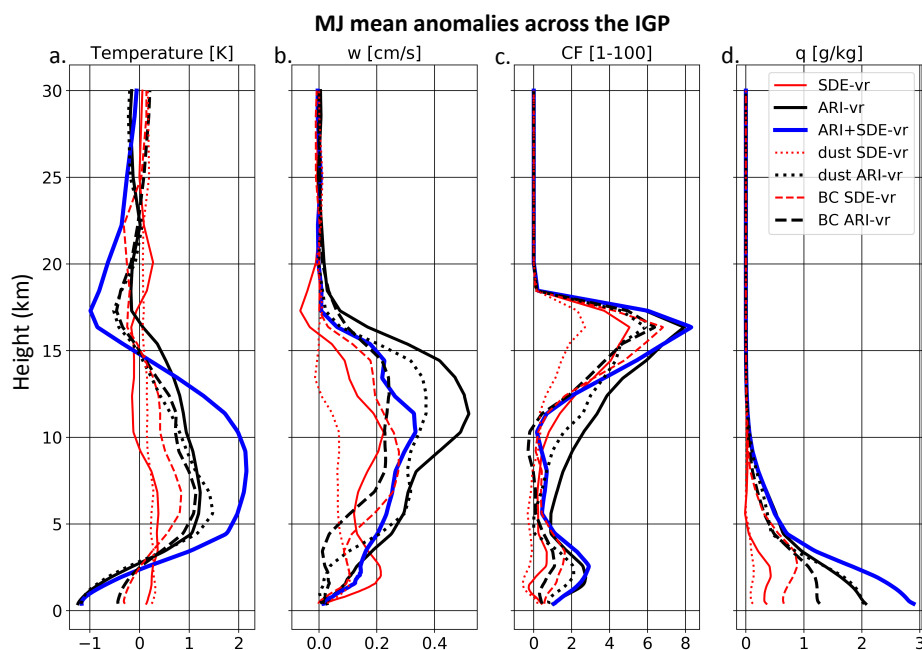 MJ mean anomalies across the IGP
a. Temperature [K]
b. w [cm/s]
c. CF [1-100]
d. q [g/kg]
SDE-vr
ARI-vr
ARI+SDE-vr
dust SDE-vr
dust ARI-vr
BC SDE-vr
BC ARI-vr
Height (km)
30
25
20
15
10
5
0
−1 0 1 2
0.0 0.2 0.4
0 2 4 6 8
0 1 2 3